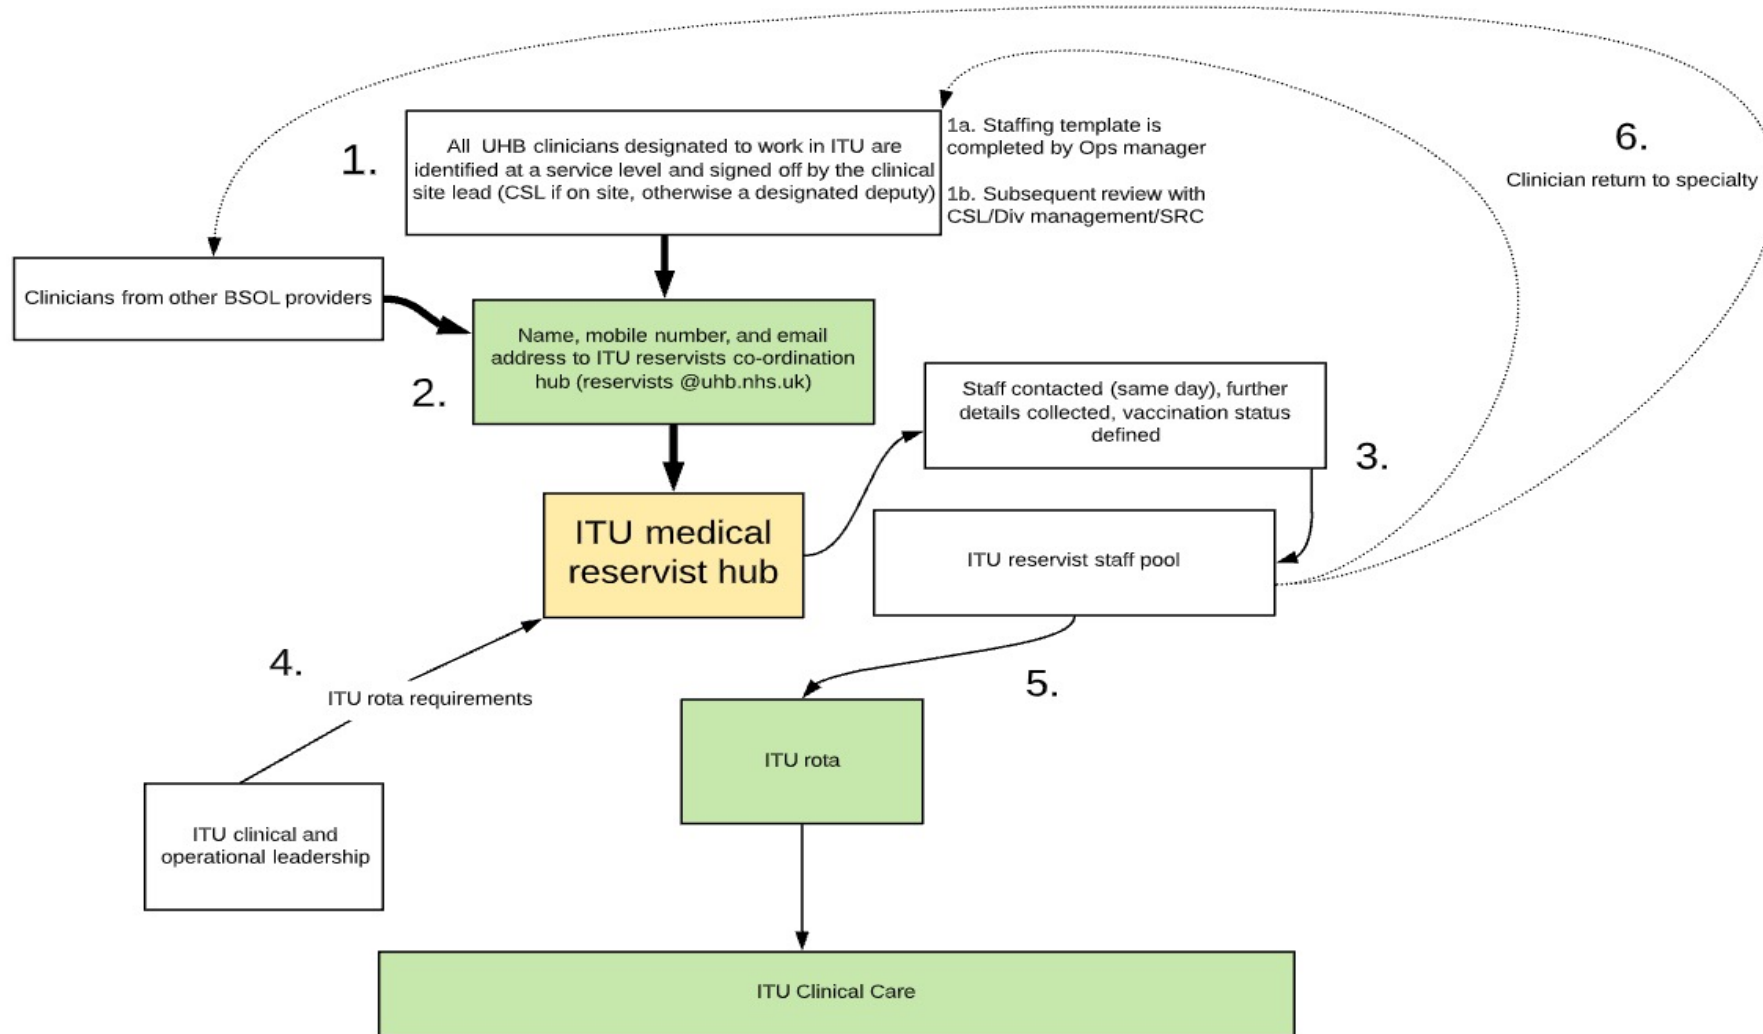 1.
All UHB clinicians designated to work in ITU are
identified at a service level and signed off by the clinical
site lead (CSL if on site, otherwise a designated deputy)
1a. Staffing template is
completed by Ops manager
1b. Subsequent review with
CSL/Div management/SRC
6.
Clinician return to specialty
Clinicians from other BSOL providers
2.
Name, mobile number, and email
address to ITU reservists co-ordination
hub (reservists @uhb.nhs.uk)
Staff contacted (same day), further
details collected, vaccination status
defined
3.
ITU medical
reservist hub
ITU reservist staff pool
4.
ITU rota requirements
5.
ITU rota
ITU clinical and
operational leadership
ITU Clinical Care